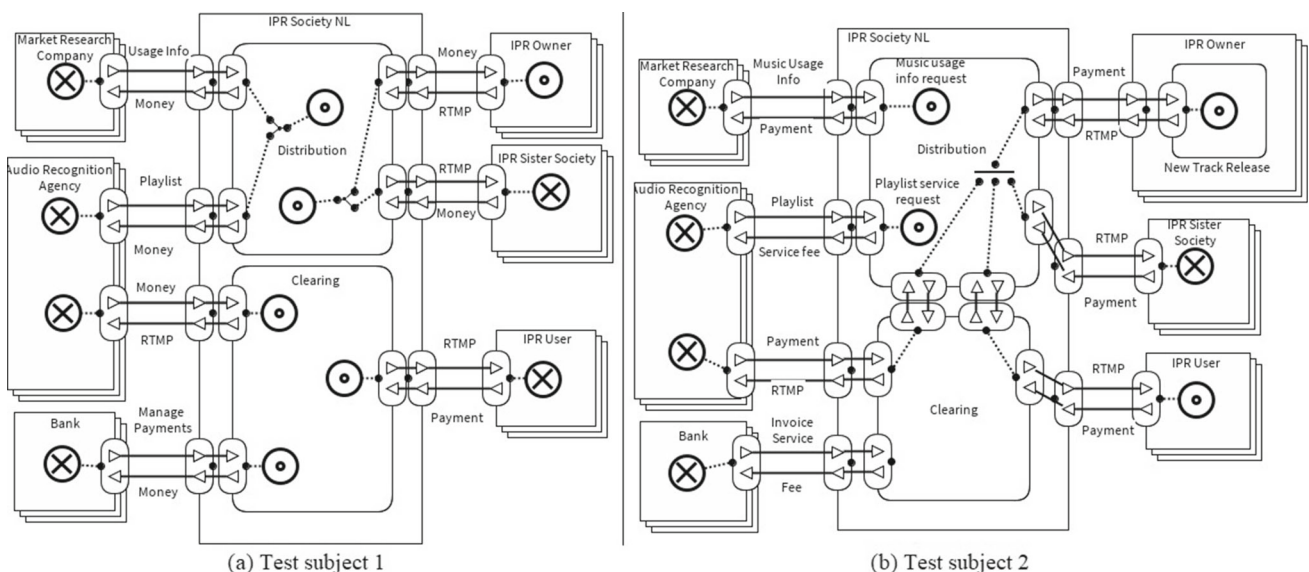 IPR Society NL
Market Research
Company
Usage Info
Money
Money
RTMP
IPR Owner
Distribution
Audio Recognition
Agency
Playlist
Money
RTMP
Money
IPR Sister Society
Money
RTMP
Clearing
RTMP
Payment
IPR User
Bank
Manage
Payments
Money
(a) Test subject 1
IPR Society NL
Market Research
Company
Music Usage
Info
Payment
Music usage
info request
Payment
RTMP
IPR Owner
New Track Release
Distribution
Audio Recognition
Agency
Playlist
Service fee
Playlist service
request
RTMP
Payment
IPR Sister
Society
Payment
RTMP
Clearing
RTMP
Payment
IPR User
Bank
Invoice
Service
Fee
(b) Test subject 2